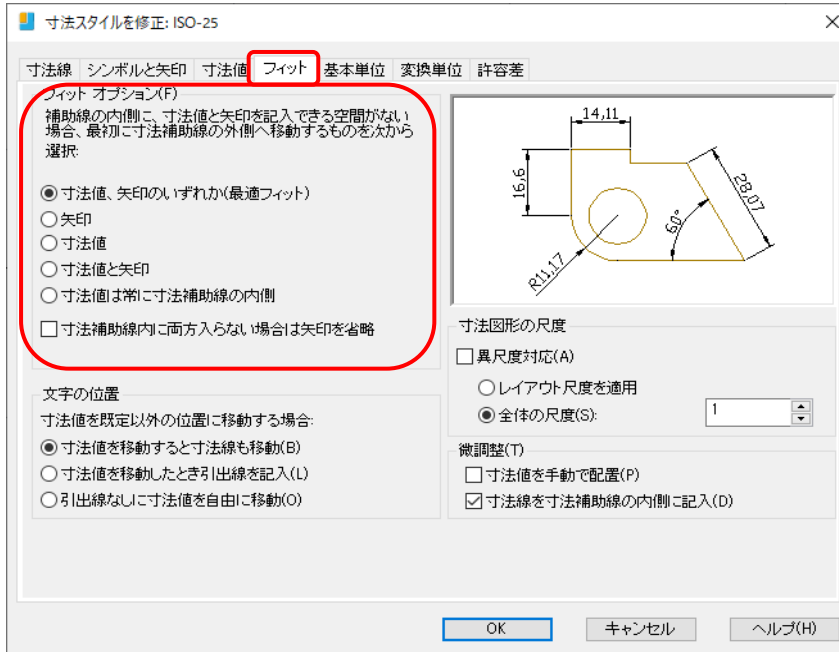 寸法スタイルを修正: ISO-25
寸法線 シンボルと矢印 寸法値 フィット 基本単位 変換単位 許容差
フィット オプション(F)
補助線の内側に、寸法値と矢印を記入できる空間がない
場合、最初に寸法補助線の外側へ移動するものを次から
選択:
寸法値、矢印のいずれか(最適フィット)
矢印
寸法値
寸法値と矢印
寸法値は常に寸法補助線の内側
寸法補助線内に両方入らない場合は矢印を省略
文字の位置
寸法値を既定以外の位置に移動する場合:
寸法値を移動すると寸法線も移動(B)
寸法値を移動したとき引出線を記入(L)
引出線なしに寸法値を自由に移動(O)
14,11
16,6
28,07
60°
R11,17
寸法図形の尺度
異尺度対応(A)
レイアウト尺度を適用
全体の尺度(S): 1
微調整(T)
寸法値を手動で配置(P)
寸法線を寸法補助線の内側に記入(D)
OK キャンセル ヘルプ(H)